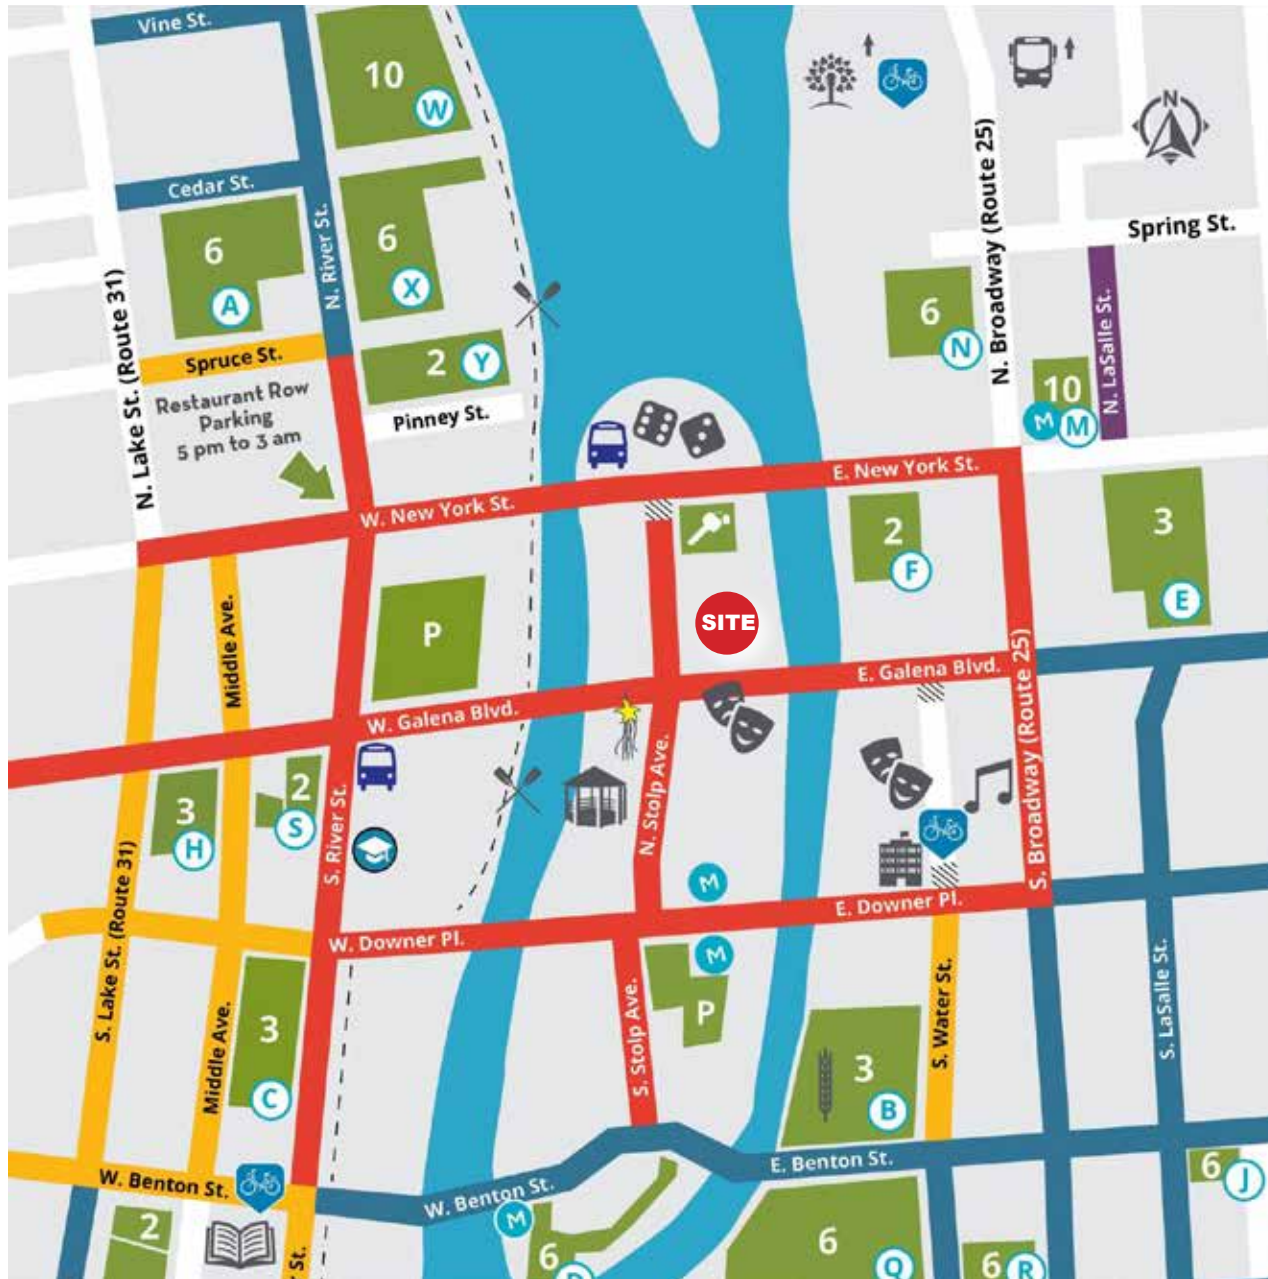 Vine St.
10
W
N
Cedar St.
N. River St.
N. Broadway (Route 25)
Spring St.
6
A
6
X
N. Lake St. (Route 31)
6
N
N. LaSalle St.
Spruce St.
2
Y
10
M
M
Restaurant Row
Parking
5 pm to 3 am
Pinney St.
E. New York St.
W. New York St.
2
F
3
E
Middle Ave.
P
SITE
E. Galena Blvd.
W. Galena Blvd.
S. Broadway (Route 25)
N. Stolp Ave.
3
H
2
S
S. River St.
S. Lake St. (Route 31)
M
E. Downer Pl.
W. Downer Pl.
M
P
S. Stolp Ave.
S. Water St.
S. LaSalle St.
3
C
Middle Ave.
3
B
E. Benton St.
W. Benton St.
W. Benton St.
6
J
2
M
6
6
Q
6
R
St.